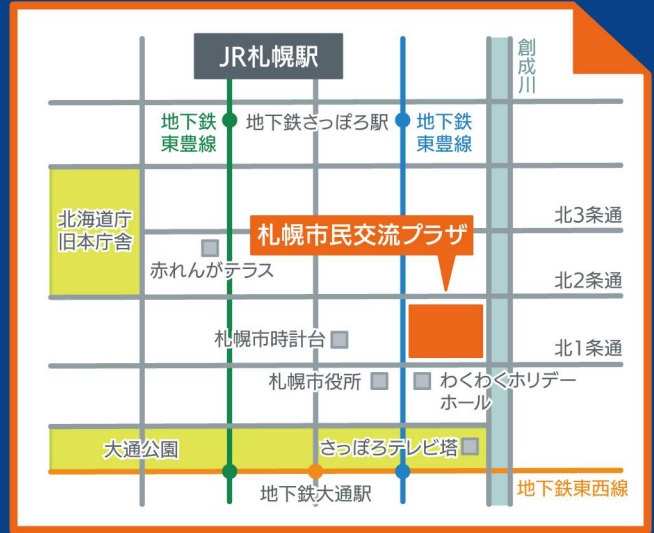 JR札幌駅
創成川
地下鉄
東豊線
地下鉄さっぽろ駅
地下鉄
東豊線
北海道庁
旧本庁舎
北3条通
札幌市民交流プラザ
赤れんがテラス
北2条通
札幌市時計台
北1条通
札幌市役所
わくわくホリデー
ホール
大通公園
さっぽろテレビ塔
地下鉄大通駅
地下鉄東西線